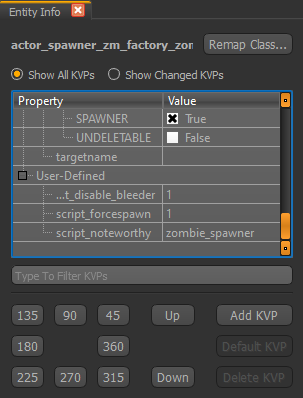 Entity Info
actor_spawner_zm_factory_zon Remap Class...
Show All KVPs Show Changed KVPs
Property Value
SPAWNER True
UNDELETABLE False
targetname
User-Defined
...t_disable_bleeder 1
script_forcespawn 1
script_noteworthy zombie_spawner
Type To Filter KVPs
135 90 45 Up Add KVP
180 360 Default KVP
225 270 315 Down Delete KVP